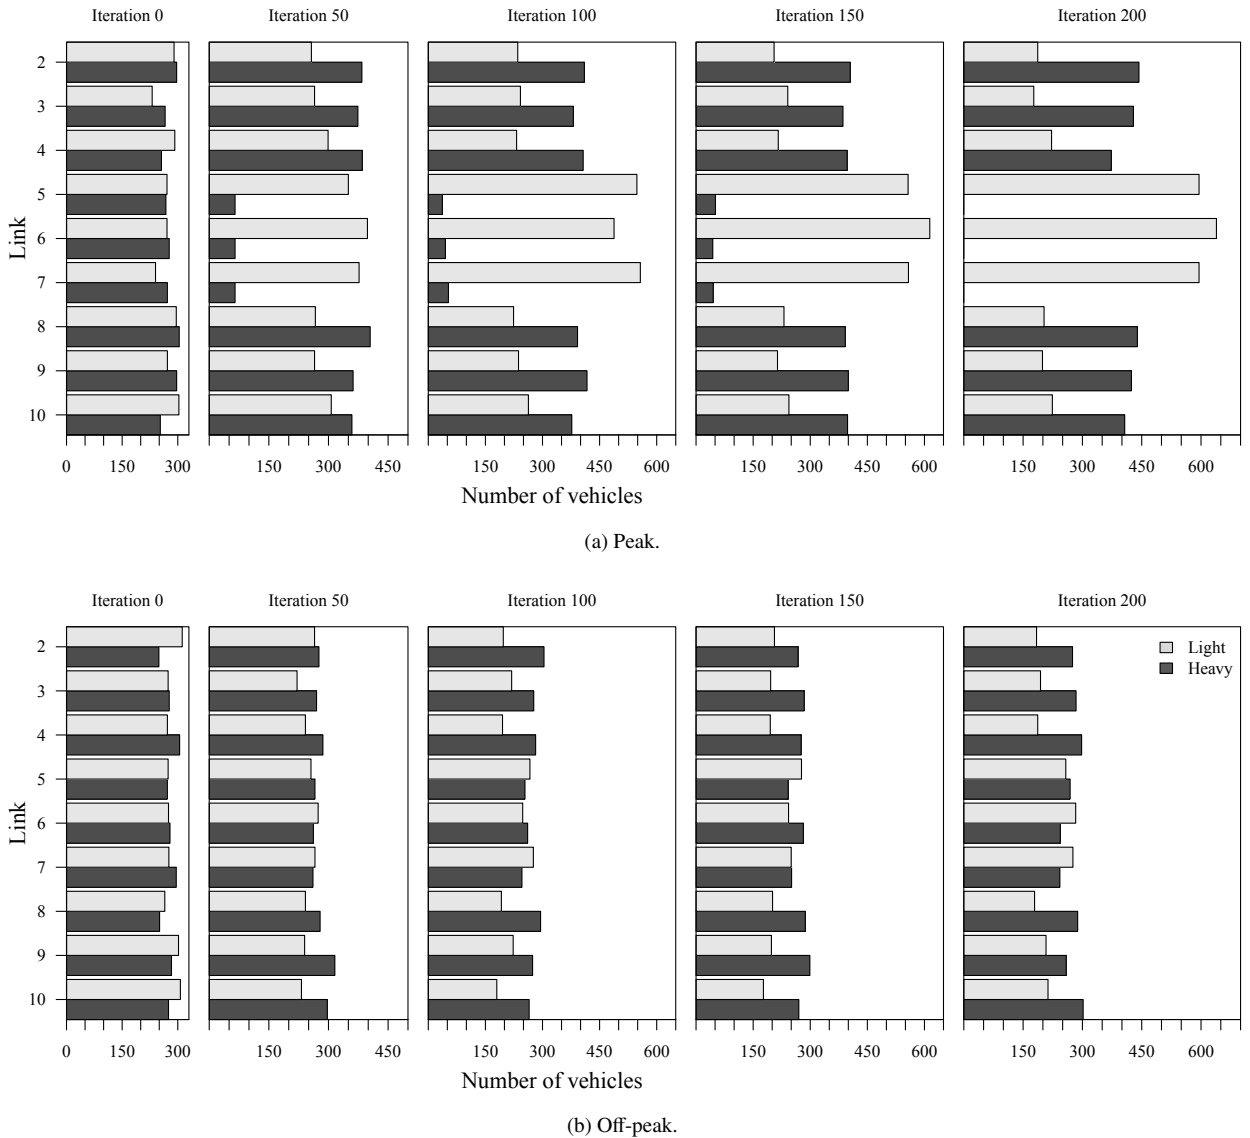 Iteration 0 Iteration 50 Iteration 100 Iteration 150 Iteration 200
Link
2
3
4
5
6
7
8
9
10
0 150 300 150 300 450 150 300 450 600 150 300 450 600 150 300 450 600
Number of vehicles
(a) Peak.
Iteration 0 Iteration 50 Iteration 100 Iteration 150 Iteration 200
Light
Heavy
Link
2
3
4
5
6
7
8
9
10
0 150 300 150 300 450 150 300 450 600 150 300 450 600 150 300 450 600
Number of vehicles
(b) Off-peak.